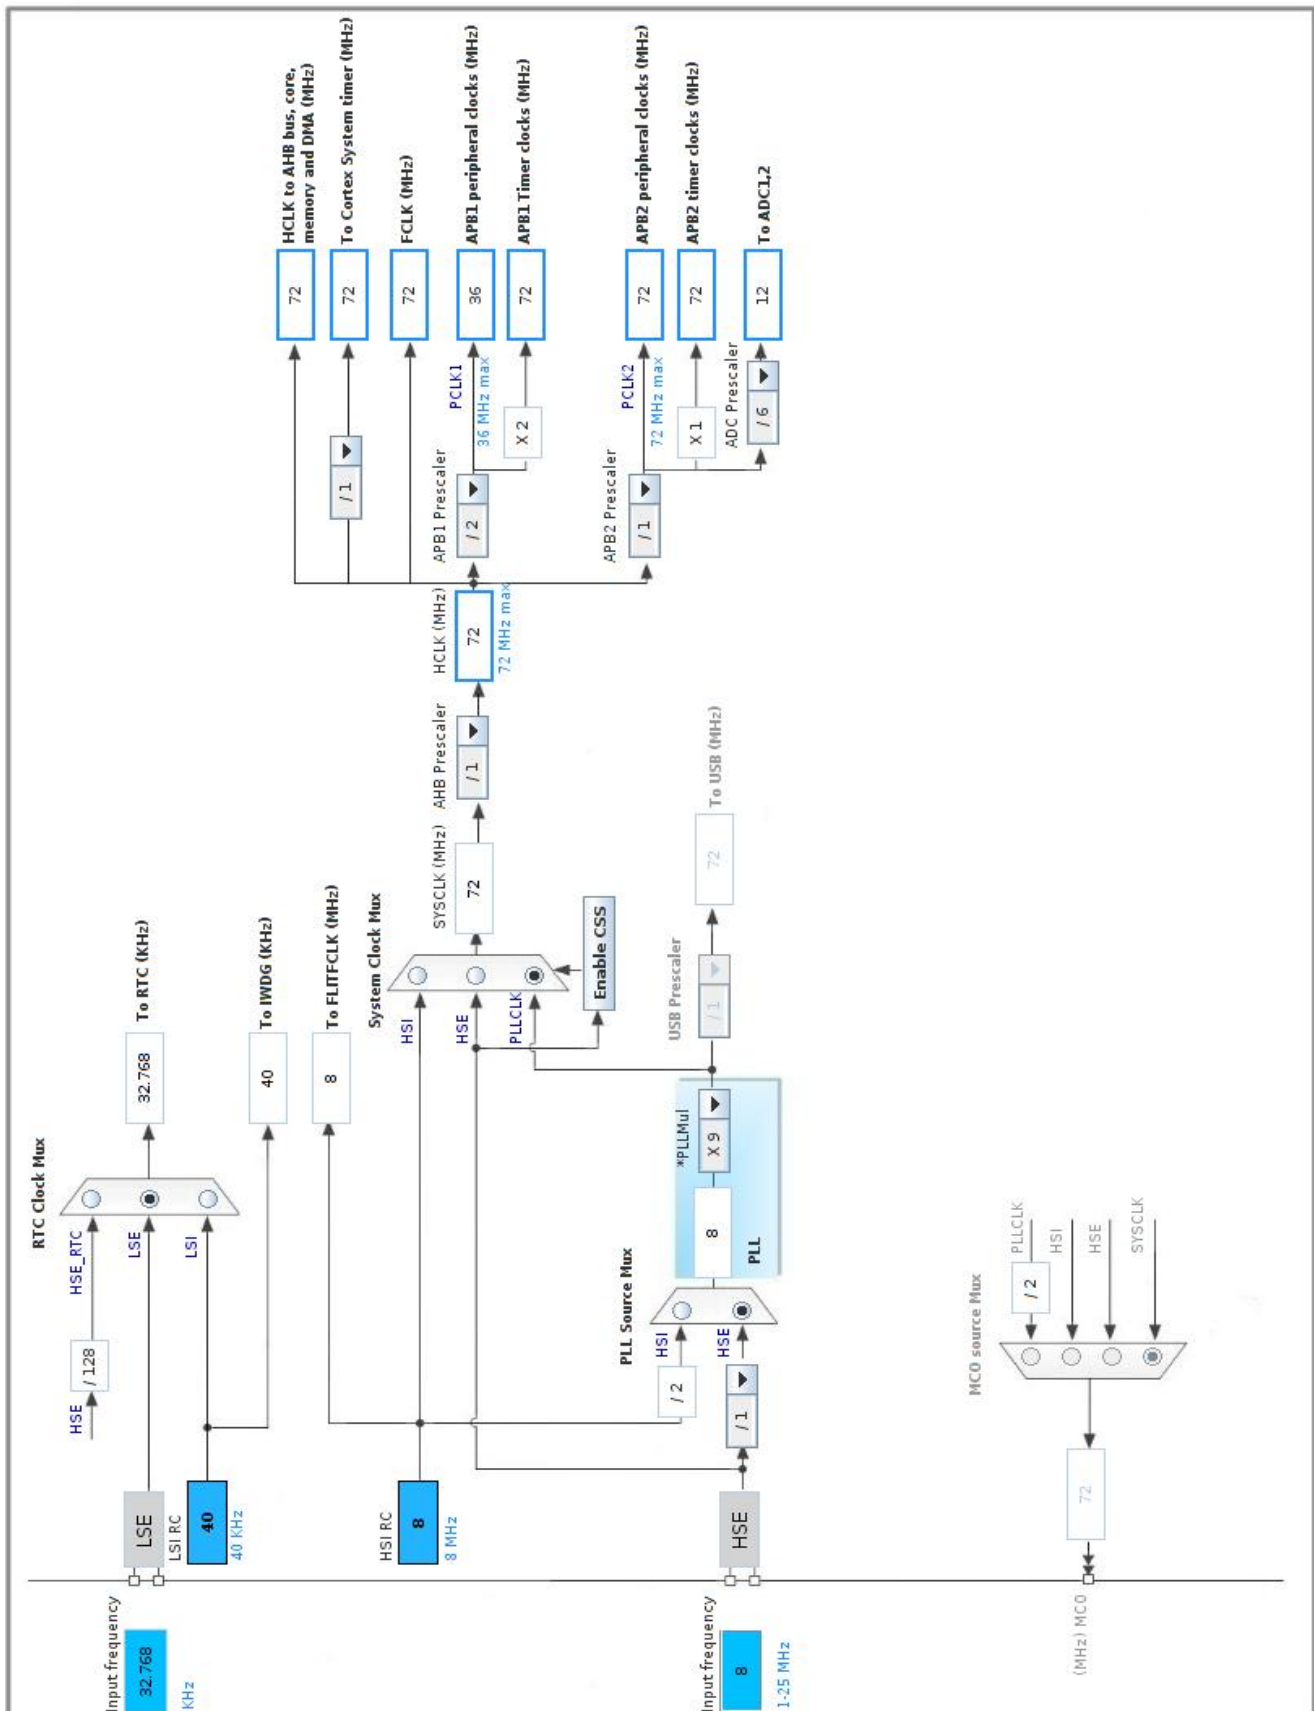 Input frequency
32.768
KHz
LSE
LSI RC
40
40 KHz
HSE
/ 128
HSE_RTC
LSE
LSI
RTC Clock Mux
32.768
To RTC (KHz)
40
To IWDG (KHz)
8
To FLITFCLK (MHz)
HSI RC
8
8 MHz
System Clock Mux
HSI
HSE
PLLCLK
Enable CSS
SYSCLK (MHz)
72
AHB Prescaler
/ 1
HCLK (MHz)
72
72 MHz max
72
HCLK to AHB bus, core,
memory and DMA (MHz)
/ 1
72
To Cortex System timer (MHz)
72
FCLK (MHz)
APB1 Prescaler
/ 2
PCLK1
36 MHz max
36
APB1 peripheral clocks (MHz)
X 2
72
APB1 Timer clocks (MHz)
APB2 Prescaler
/ 1
PCLK2
72 MHz max
72
APB2 peripheral clocks (MHz)
X 1
72
APB2 timer clocks (MHz)
ADC Prescaler
/ 6
12
To ADC1,2
Input frequency
8
1-25 MHz
HSE
/ 1
/ 2
HSI
HSE
PLL Source Mux
8
PLL
*PLLMul
X 9
USB Prescaler
/ 1
72
To USB (MHz)
(MHz) MCO
72
MCO source Mux
/ 2
PLLCLK
HSI
HSE
SYSCLK